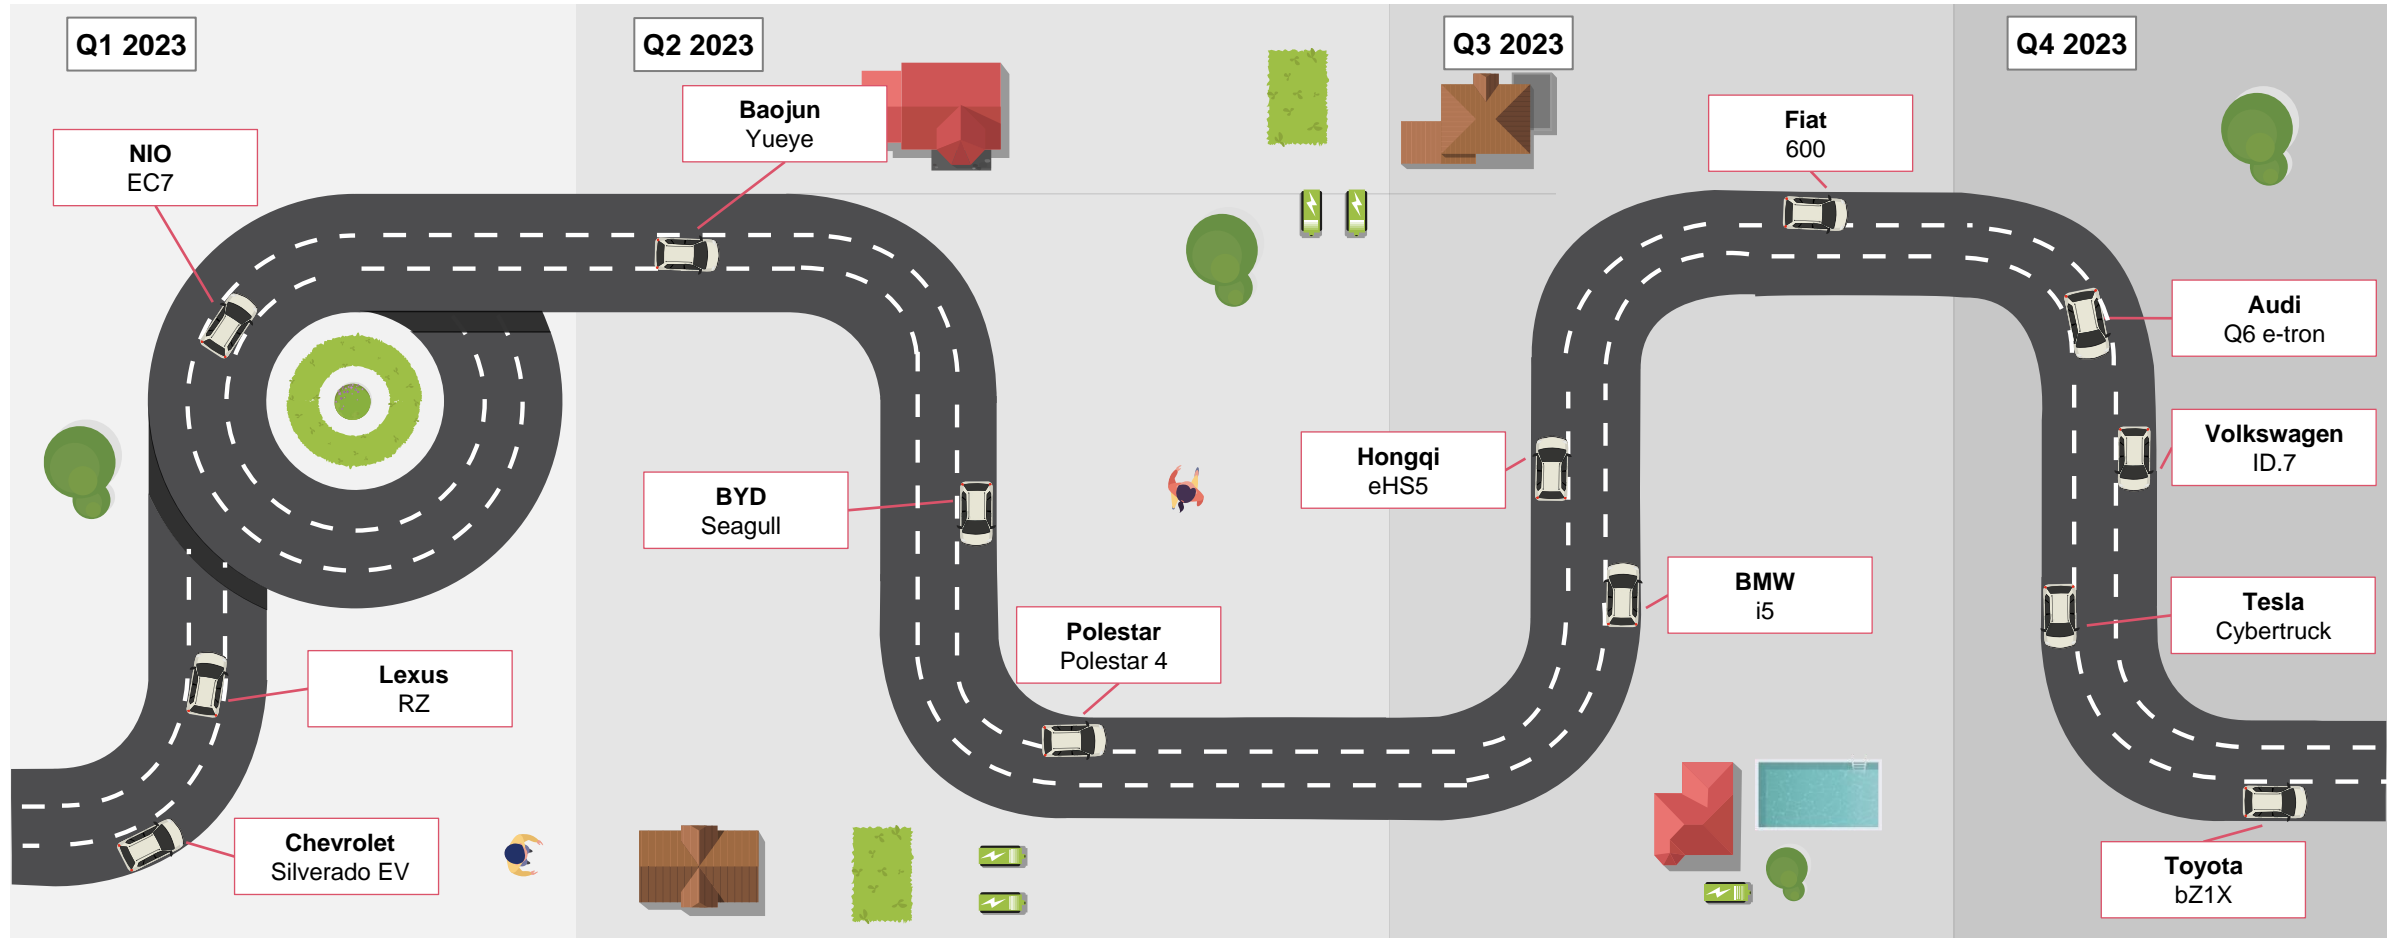 Q1 2023
Q2 2023
Q3 2023
Q4 2023
NIO
EC7
Lexus
RZ
Chevrolet
Silverado EV
Baojun
Yueye
BYD
Seagull
Polestar
Polestar 4
Hongqi
eHS5
BMW
i5
Fiat
600
Audi
Q6 e-tron
Volkswagen
ID.7
Tesla
Cybertruck
Toyota
bZ1X